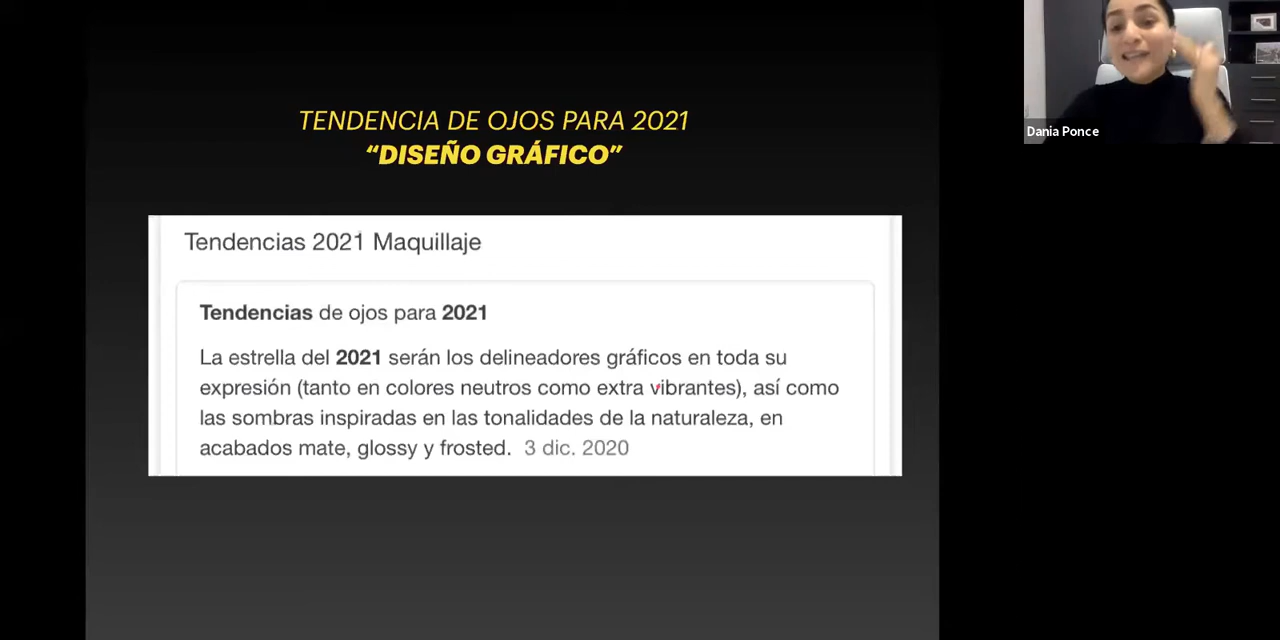 TENDENCIA DE OJOS PARA 2021
“DISEÑO GRÁFICO”
Tendencias 2021 Maquillaje
Tendencias de ojos para 2021
La estrella del 2021 serán los delineadores gráficos en toda su
expresión (tanto en colores neutros como extra vibrantes), así como
las sombras inspiradas en las tonalidades de la naturaleza, en
acabados mate, glossy y frosted. 3 dic. 2020
Dania Ponce